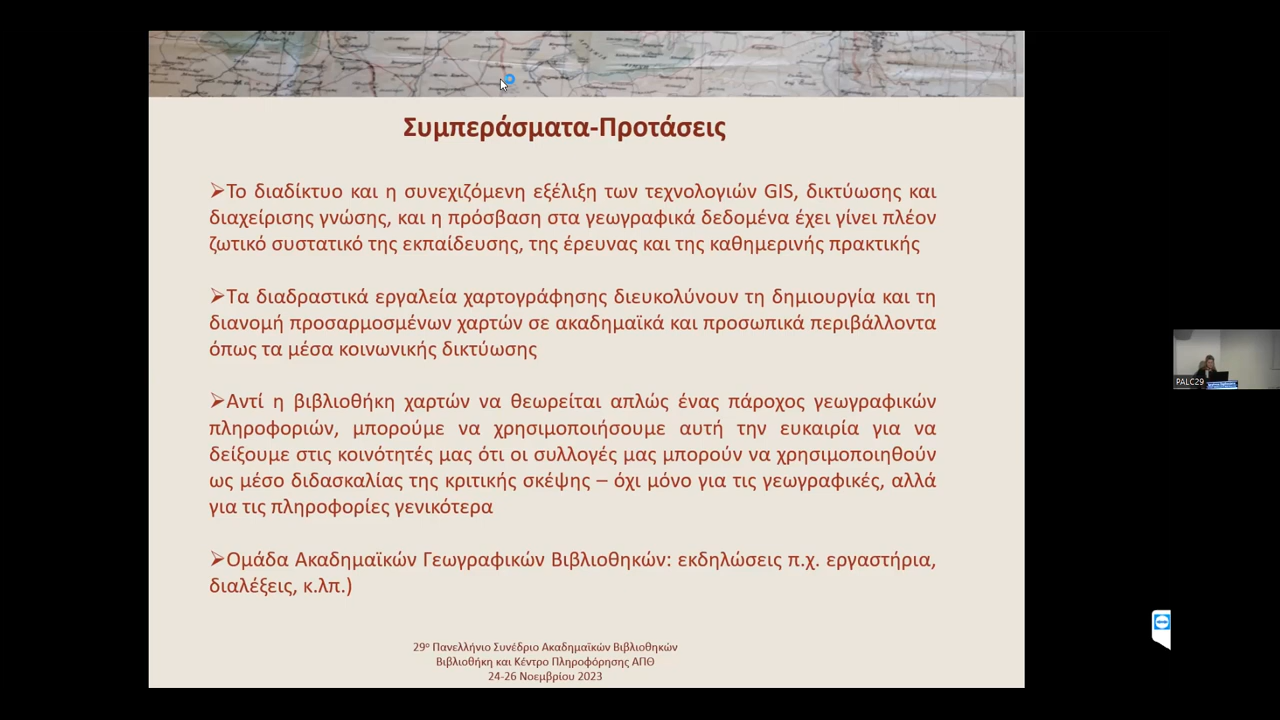 Συμπεράσματα-Προτάσεις
➢Το διαδίκτυο και η συνεχιζόμενη εξέλιξη των τεχνολογιών GIS, δικτύωσης και
διαχείρισης γνώσης, και η πρόσβαση στα γεωγραφικά δεδομένα έχει γίνει πλέον
ζωτικό συστατικό της εκπαίδευσης, της έρευνας και της καθημερινής πρακτικής
➢Τα διαδραστικά εργαλεία χαρτογράφησης διευκολύνουν τη δημιουργία και τη
διανομή προσαρμοσμένων χαρτών σε ακαδημαϊκά και προσωπικά περιβάλλοντα
όπως τα μέσα κοινωνικής δικτύωσης
➢Αντί η βιβλιοθήκη χαρτών να θεωρείται απλώς ένας πάροχος γεωγραφικών
πληροφοριών, μπορούμε να χρησιμοποιήσουμε αυτή την ευκαιρία για να
δείξουμε στις κοινότητές μας ότι οι συλλογές μας μπορούν να χρησιμοποιηθούν
ως μέσο διδασκαλίας της κριτικής σκέψης – όχι μόνο για τις γεωγραφικές, αλλά
για τις πληροφορίες γενικότερα
➢Ομάδα Ακαδημαϊκών Γεωγραφικών Βιβλιοθηκών: εκδηλώσεις π.χ. εργαστήρια,
διαλέξεις, κ.λπ.)
29ο Πανελλήνιο Συνέδριο Ακαδημαϊκών Βιβλιοθηκών
Βιβλιοθήκη και Κέντρο Πληροφόρησης ΑΠΘ
24-26 Νοεμβρίου 2023
PALC29